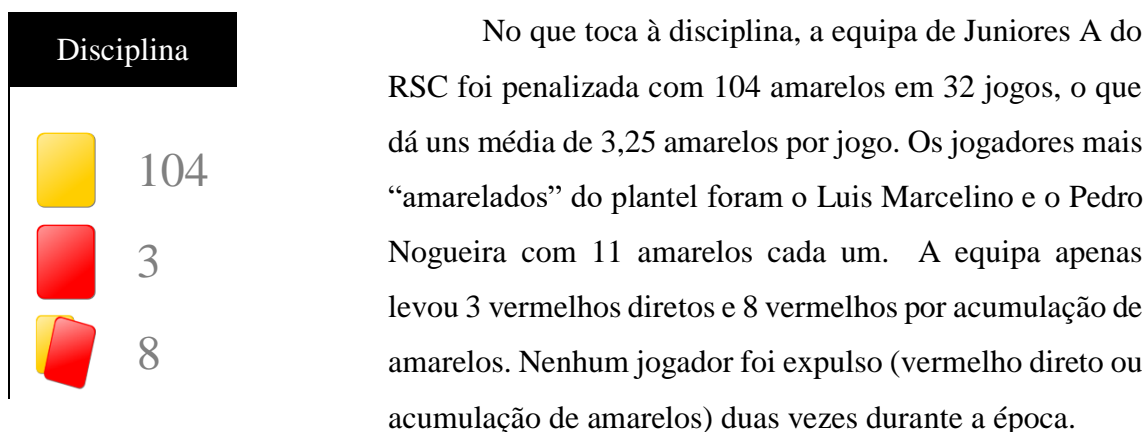 Disciplina
104
3
8
No que toca à disciplina, a equipa de Juniores A do
RSC foi penalizada com 104 amarelos em 32 jogos, o que
dá uns média de 3,25 amarelos por jogo. Os jogadores mais
“amarelados” do plantel foram o Luis Marcelino e o Pedro
Nogueira com 11 amarelos cada um. A equipa apenas
levou 3 vermelhos diretos e 8 vermelhos por acumulação de
amarelos. Nenhum jogador foi expulso (vermelho direto ou
acumulação de amarelos) duas vezes durante a época.